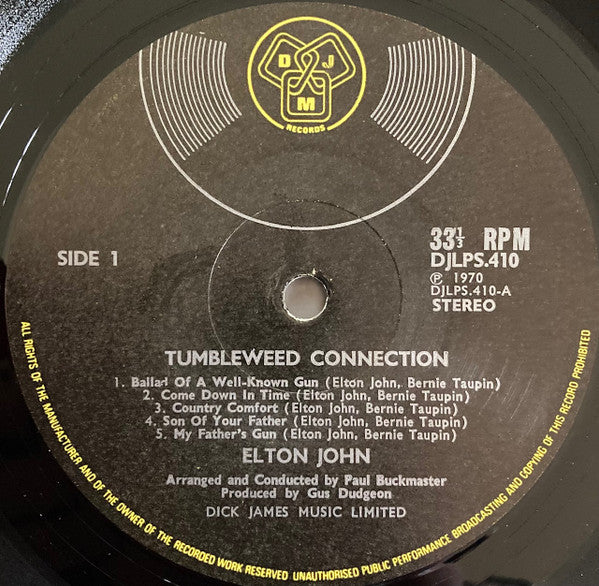 D J M
RECORDS
SIDE 1
33 1/3 RPM
DJLPS.410
Ⓟ 1970
DJLPS.410-A
STEREO
TUMBLEWEED CONNECTION
1. Ballad Of A Well-Known Gun (Elton John, Bernie Taupin)
2. Come Down In Time (Elton John, Bernie Taupin)
3. Country Comfort (Elton John, Bernie Taupin)
4. Son Of Your Father (Elton John, Bernie Taupin)
5. My Father's Gun (Elton John, Bernie Taupin)
ELTON JOHN
Arranged and Conducted by Paul Buckmaster
Produced by Gus Dudgeon
DICK JAMES MUSIC LIMITED
ALL RIGHTS OF THE MANUFACTURER AND OF THE OWNER OF THE RECORDED WORK RESERVED UNAUTHORISED PUBLIC PERFORMANCE BROADCASTING AND COPYING OF THIS RECORD PROHIBITED